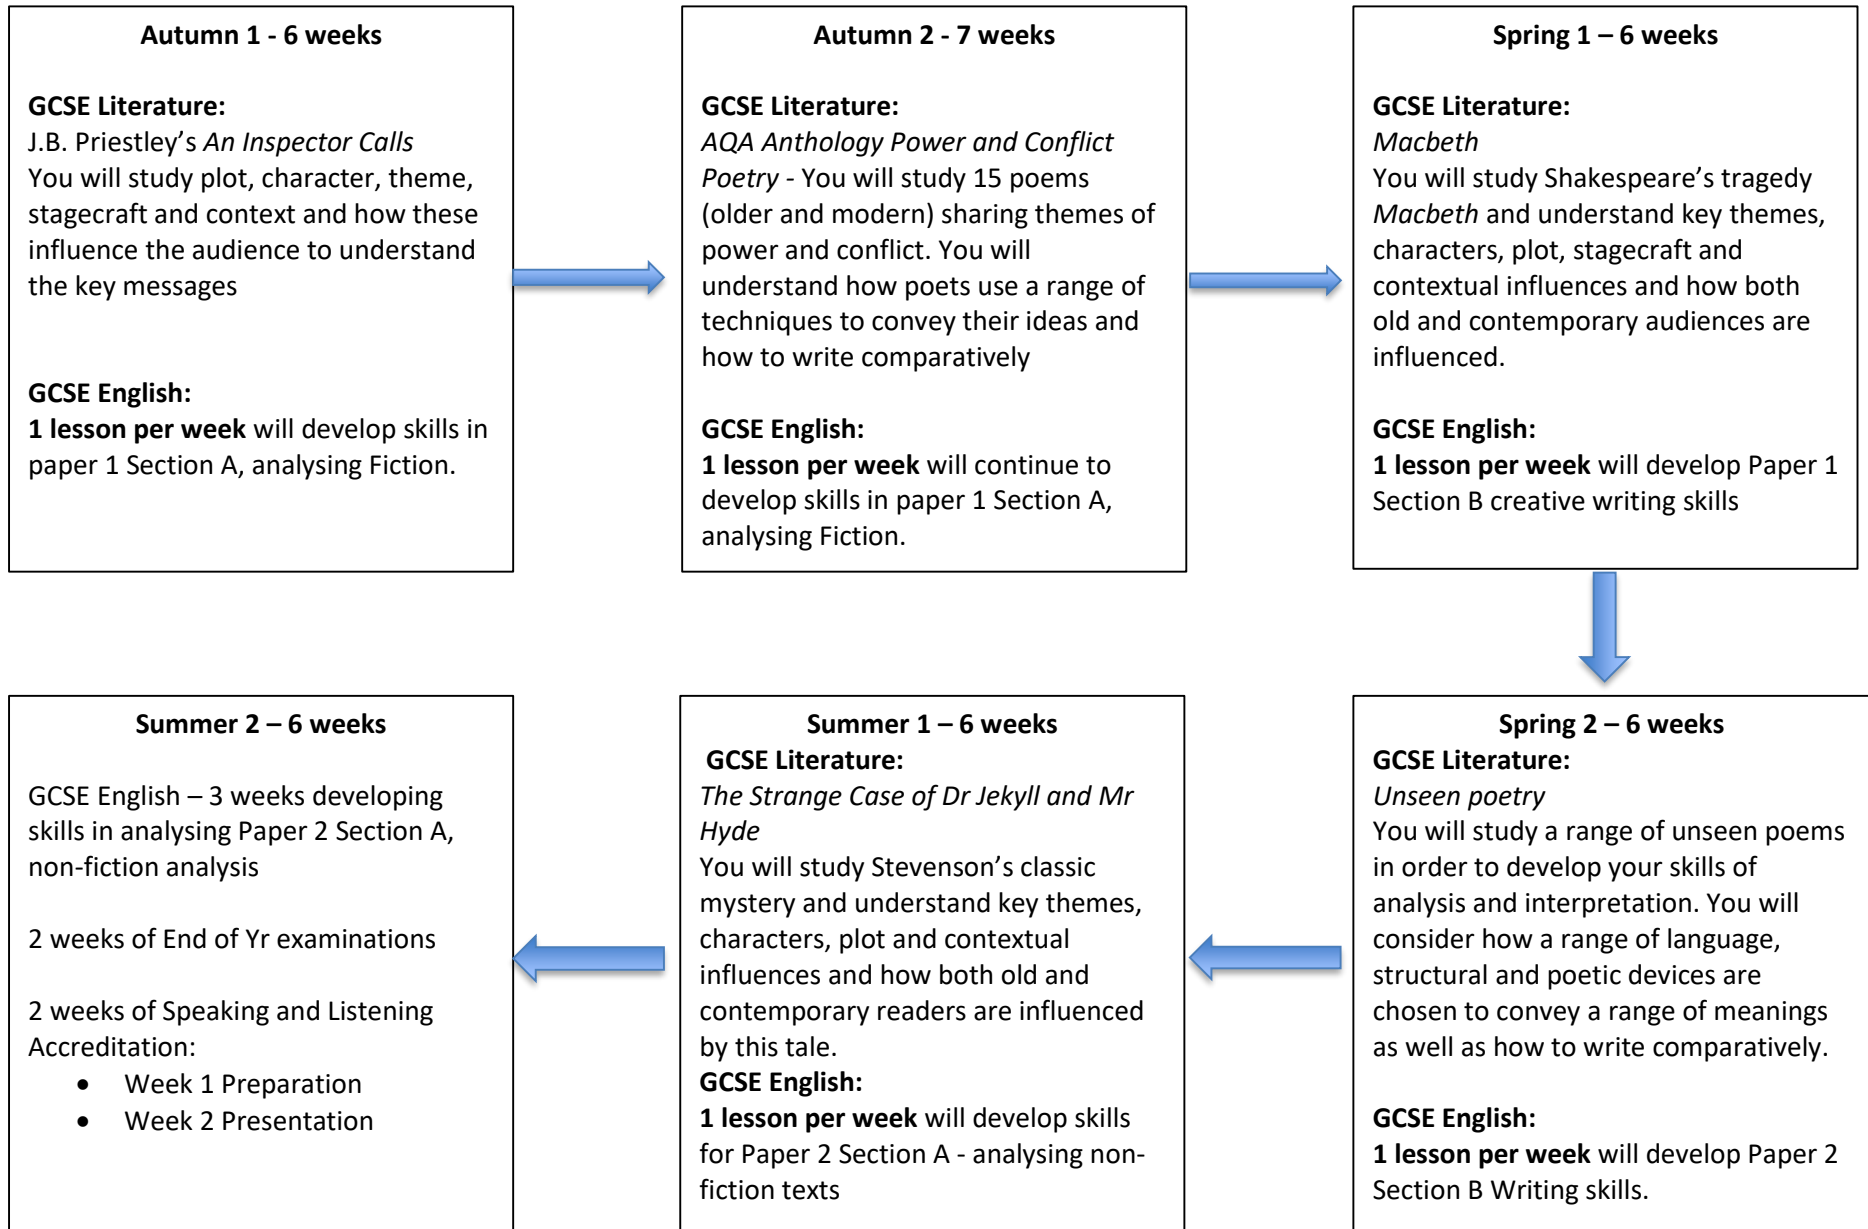 Autumn 1 - 6 weeks
GCSE Literature:
J.B. Priestley’s An Inspector Calls
You will study plot, character, theme,
stagecraft and context and how these
influence the audience to understand
the key messages
GCSE English:
1 lesson per week will develop skills in
paper 1 Section A, analysing Fiction.
Autumn 2 - 7 weeks
GCSE Literature:
AQA Anthology Power and Conflict
Poetry - You will study 15 poems
(older and modern) sharing themes of
power and conflict. You will
understand how poets use a range of
techniques to convey their ideas and
how to write comparatively
GCSE English:
1 lesson per week will continue to
develop skills in paper 1 Section A,
analysing Fiction.
Spring 1 – 6 weeks
GCSE Literature:
Macbeth
You will study Shakespeare’s tragedy
Macbeth and understand key themes,
characters, plot, stagecraft and
contextual influences and how both
old and contemporary audiences are
influenced.
GCSE English:
1 lesson per week will develop Paper 1
Section B creative writing skills
Spring 2 – 6 weeks
GCSE Literature:
Unseen poetry
You will study a range of unseen poems
in order to develop your skills of
analysis and interpretation. You will
consider how a range of language,
structural and poetic devices are
chosen to convey a range of meanings
as well as how to write comparatively.
GCSE English:
1 lesson per week will develop Paper 2
Section B Writing skills.
Summer 1 – 6 weeks
GCSE Literature:
The Strange Case of Dr Jekyll and Mr
Hyde
You will study Stevenson’s classic
mystery and understand key themes,
characters, plot and contextual
influences and how both old and
contemporary readers are influenced
by this tale.
GCSE English:
1 lesson per week will develop skills
for Paper 2 Section A - analysing non-
fiction texts
Summer 2 – 6 weeks
GCSE English – 3 weeks developing
skills in analysing Paper 2 Section A,
non-fiction analysis
2 weeks of End of Yr examinations
2 weeks of Speaking and Listening
Accreditation:
• Week 1 Preparation
• Week 2 Presentation